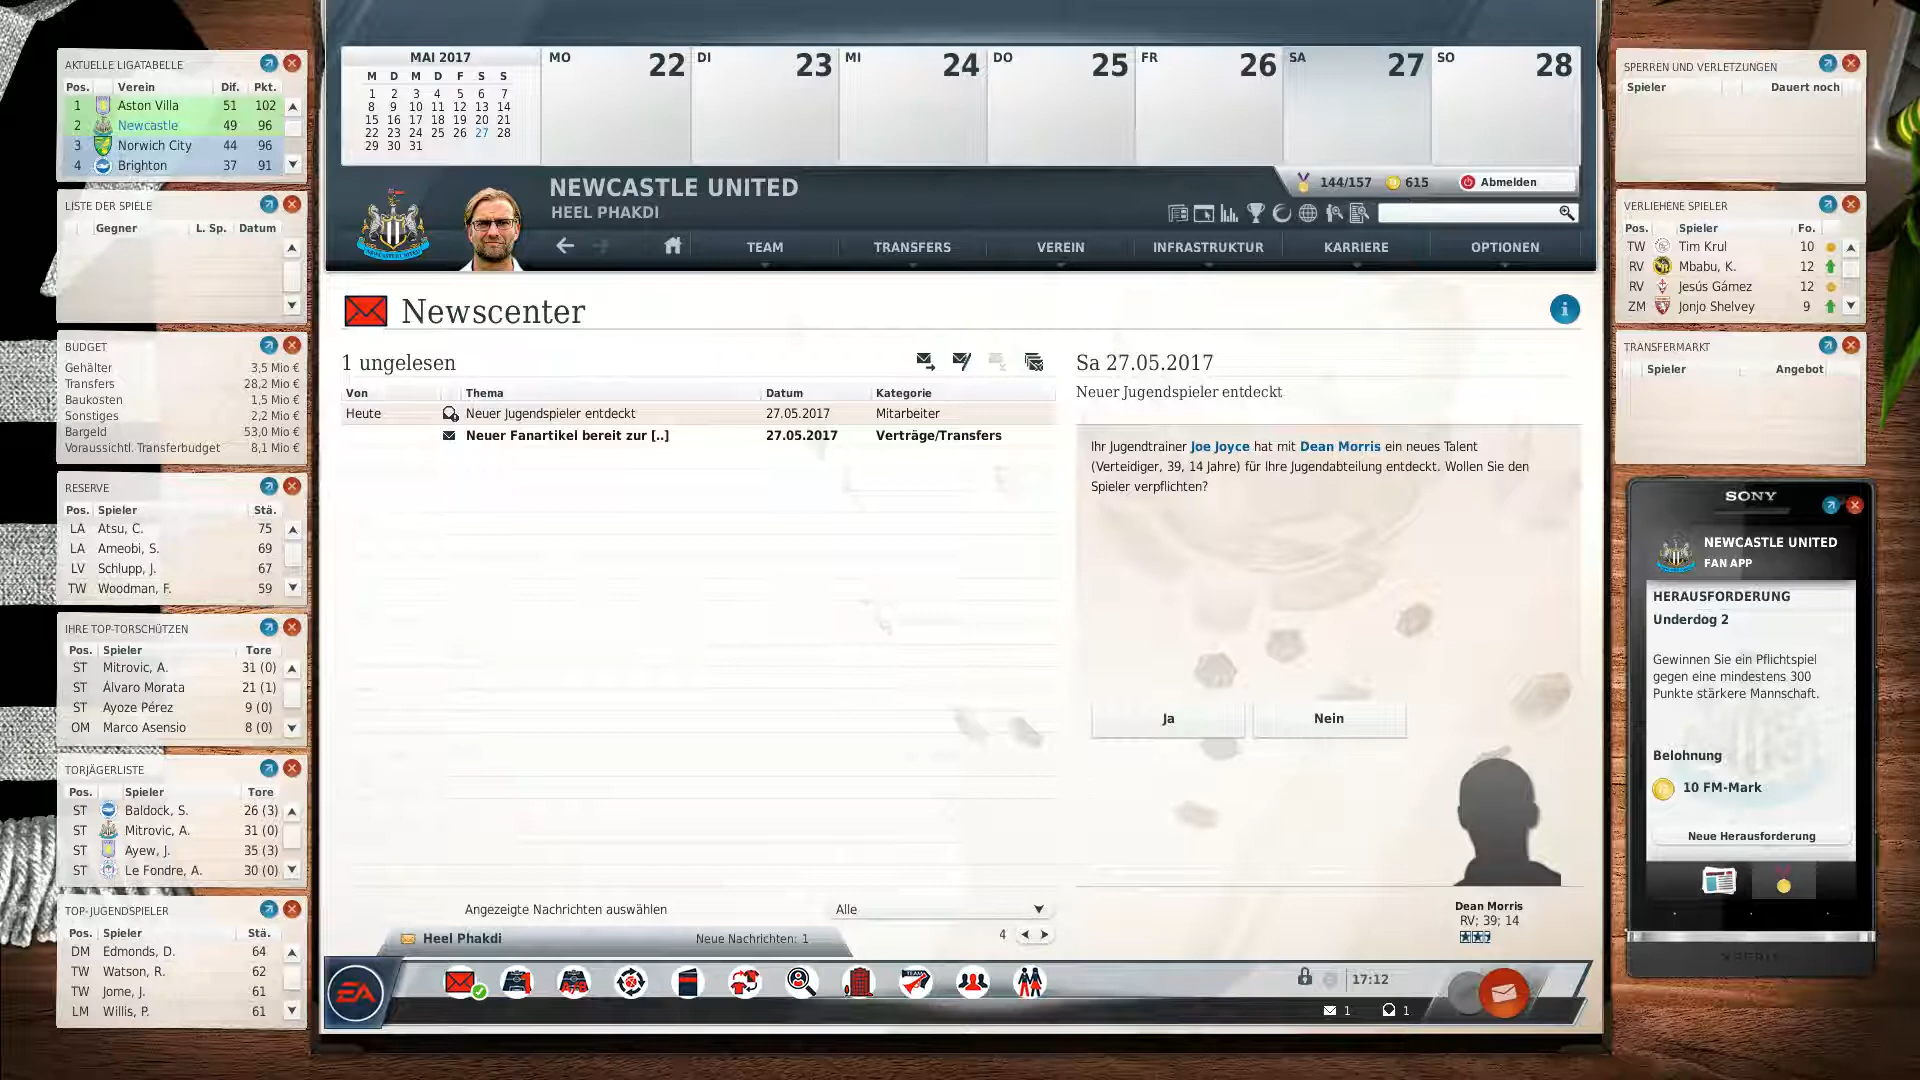 AKTUELLE LIGATABELLE
Pos. Verein Dif. Pkt.
1 Aston Villa 51 102
2 Newcastle 49 96
3 Norwich City 44 96
4 Brighton 37 91
LISTE DER SPIELE
Gegner L. Sp. Datum
BUDGET
Gehälter 3,5 Mio €
Transfers 28,2 Mio €
Baukosten 1,5 Mio €
Sonstiges 2,2 Mio €
Bargeld 53,0 Mio €
Voraussichtl. Transferbudget 8,1 Mio €
RESERVE
Pos. Spieler Stä.
LA Atsu, C. 75
LA Ameobi, S. 69
LV Schlupp, J. 67
TW Woodman, F. 59
IHRE TOP-TORSCHÜTZEN
Pos. Spieler Tore
ST Mitrovic, A. 31 (0)
ST Álvaro Morata 21 (1)
ST Ayoze Pérez 9 (0)
OM Marco Asensio 8 (0)
TORJÄGERLISTE
Pos. Spieler Tore
ST Baldock, S. 26 (3)
ST Mitrovic, A. 31 (0)
ST Ayew, J. 35 (3)
ST Le Fondre, A. 30 (0)
TOP-JUGENDSPIELER
Pos. Spieler Stä.
DM Edmonds, D. 64
TW Watson, R. 62
TW Jome, J. 61
LM Willis, P. 61
MAI 2017
M D M D F S S
1 2 3 4 5 6 7
8 9 10 11 12 13 14
15 16 17 18 19 20 21
22 23 24 25 26 27 28
29 30 31
MO 22 DI 23 MI 24 DO 25 FR 26 SA 27 SO 28
NEWCASTLE UNITED
HEEL PHAKDI
144/157 615 Abmelden
TEAM TRANSFERS VEREIN INFRASTRUKTUR KARRIERE OPTIONEN
Newscenter
1 ungelesen
Von Thema Datum Kategorie
Heute Neuer Jugendspieler entdeckt 27.05.2017 Mitarbeiter
Neuer Fanartikel bereit zur [..] 27.05.2017 Verträge/Transfers
Angezeigte Nachrichten auswählen Alle
4
Heel Phakdi Neue Nachrichten: 1
Sa 27.05.2017
Neuer Jugendspieler entdeckt
Ihr Jugendtrainer Joe Joyce hat mit Dean Morris ein neues Talent
(Verteidiger, 39, 14 Jahre) für Ihre Jugendabteilung entdeckt. Wollen Sie den
Spieler verpflichten?
Ja Nein
Dean Morris
RV; 39; 14
EA
A/B
TEAM
17:12
1 1
SPERREN UND VERLETZUNGEN
Spieler Dauert noch
VERLIEHENE SPIELER
Pos. Spieler Fo.
TW Tim Krul 10
RV Mbabu, K. 12
RV Jesús Gámez 12
ZM Jonjo Shelvey 9
TRANSFERMARKT
Spieler Angebot
SONY
NEWCASTLE UNITED
FAN APP
HERAUSFORDERUNG
Underdog 2
Gewinnen Sie ein Pflichtspiel
gegen eine mindestens 300
Punkte stärkere Mannschaft.
Belohnung
10 FM-Mark
Neue Herausforderung
XPERIA